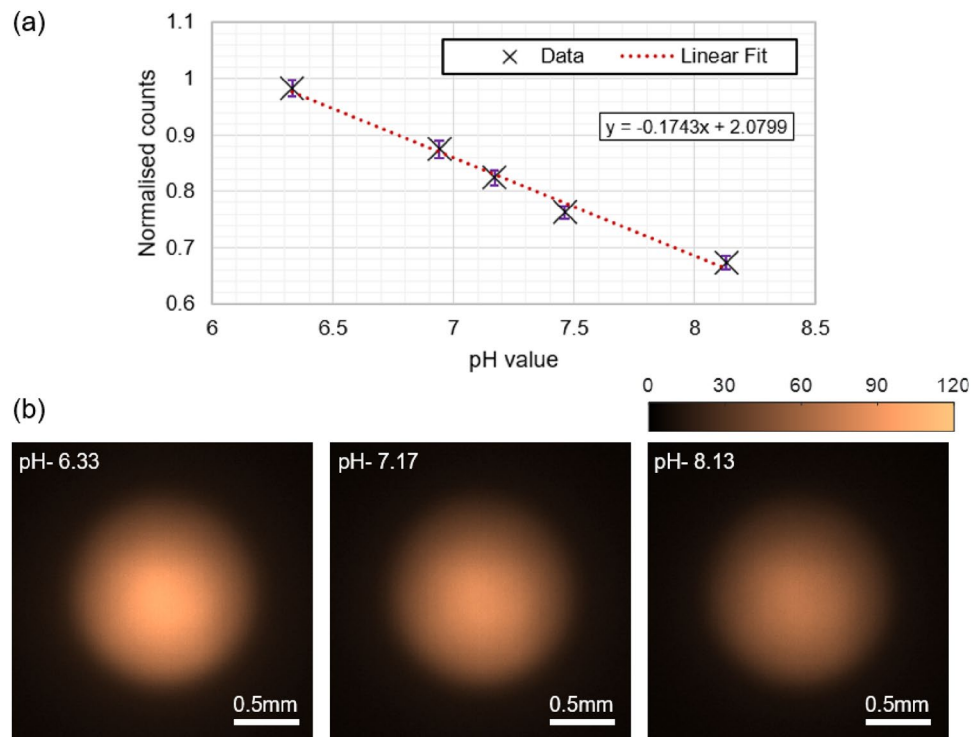 (a)
1.1
1
0.9
0.8
0.7
0.6
Normalised counts
Data
Linear Fit
y = -0.1743x + 2.0799
6
6.5
7
7.5
8
8.5
pH value
(b)
0
30
60
90
120
pH- 6.33
0.5mm
pH- 7.17
0.5mm
pH- 8.13
0.5mm